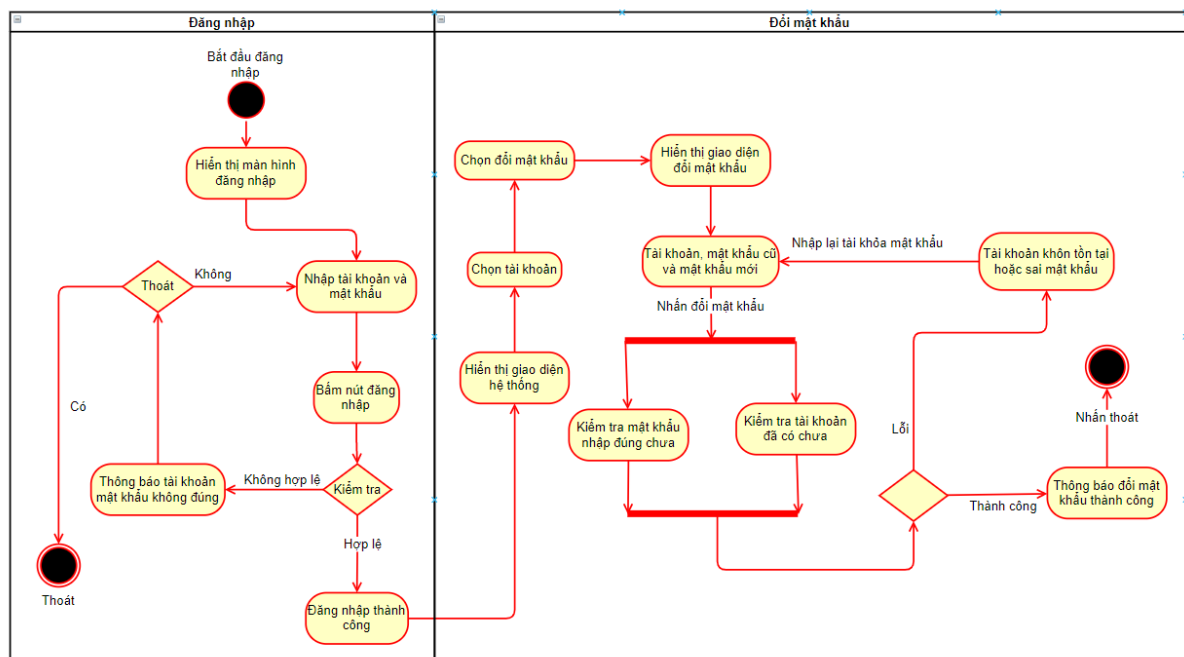 Đăng nhập
Đổi mật khẩu
Bắt đầu đăng
nhập
Hiển thị màn hình
đăng nhập
Thoát
Không
Nhập tài khoản và
mật khẩu
Bấm nút đăng
nhập
Có
Thông báo tài khoản
mật khẩu không đúng
Không hợp lệ
Kiểm tra
Hợp lệ
Thoát
Đăng nhập thành
công
Chọn đổi mật khẩu
Hiển thị giao diện
đổi mật khẩu
Chọn tài khoản
Tài khoản, mật khẩu cũ
và mật khẩu mới
Nhập lại tài khỏa mật khẩu
Tài khoản khôn tồn tại
hoặc sai mật khẩu
Nhấn đổi mật khẩu
Hiển thị giao diện
hệ thống
Kiểm tra mật khẩu
nhập đúng chưa
Kiểm tra tài khoản
đã có chưa
Lỗi
Nhấn thoát
Thành công
Thông báo đổi mật
khẩu thành công